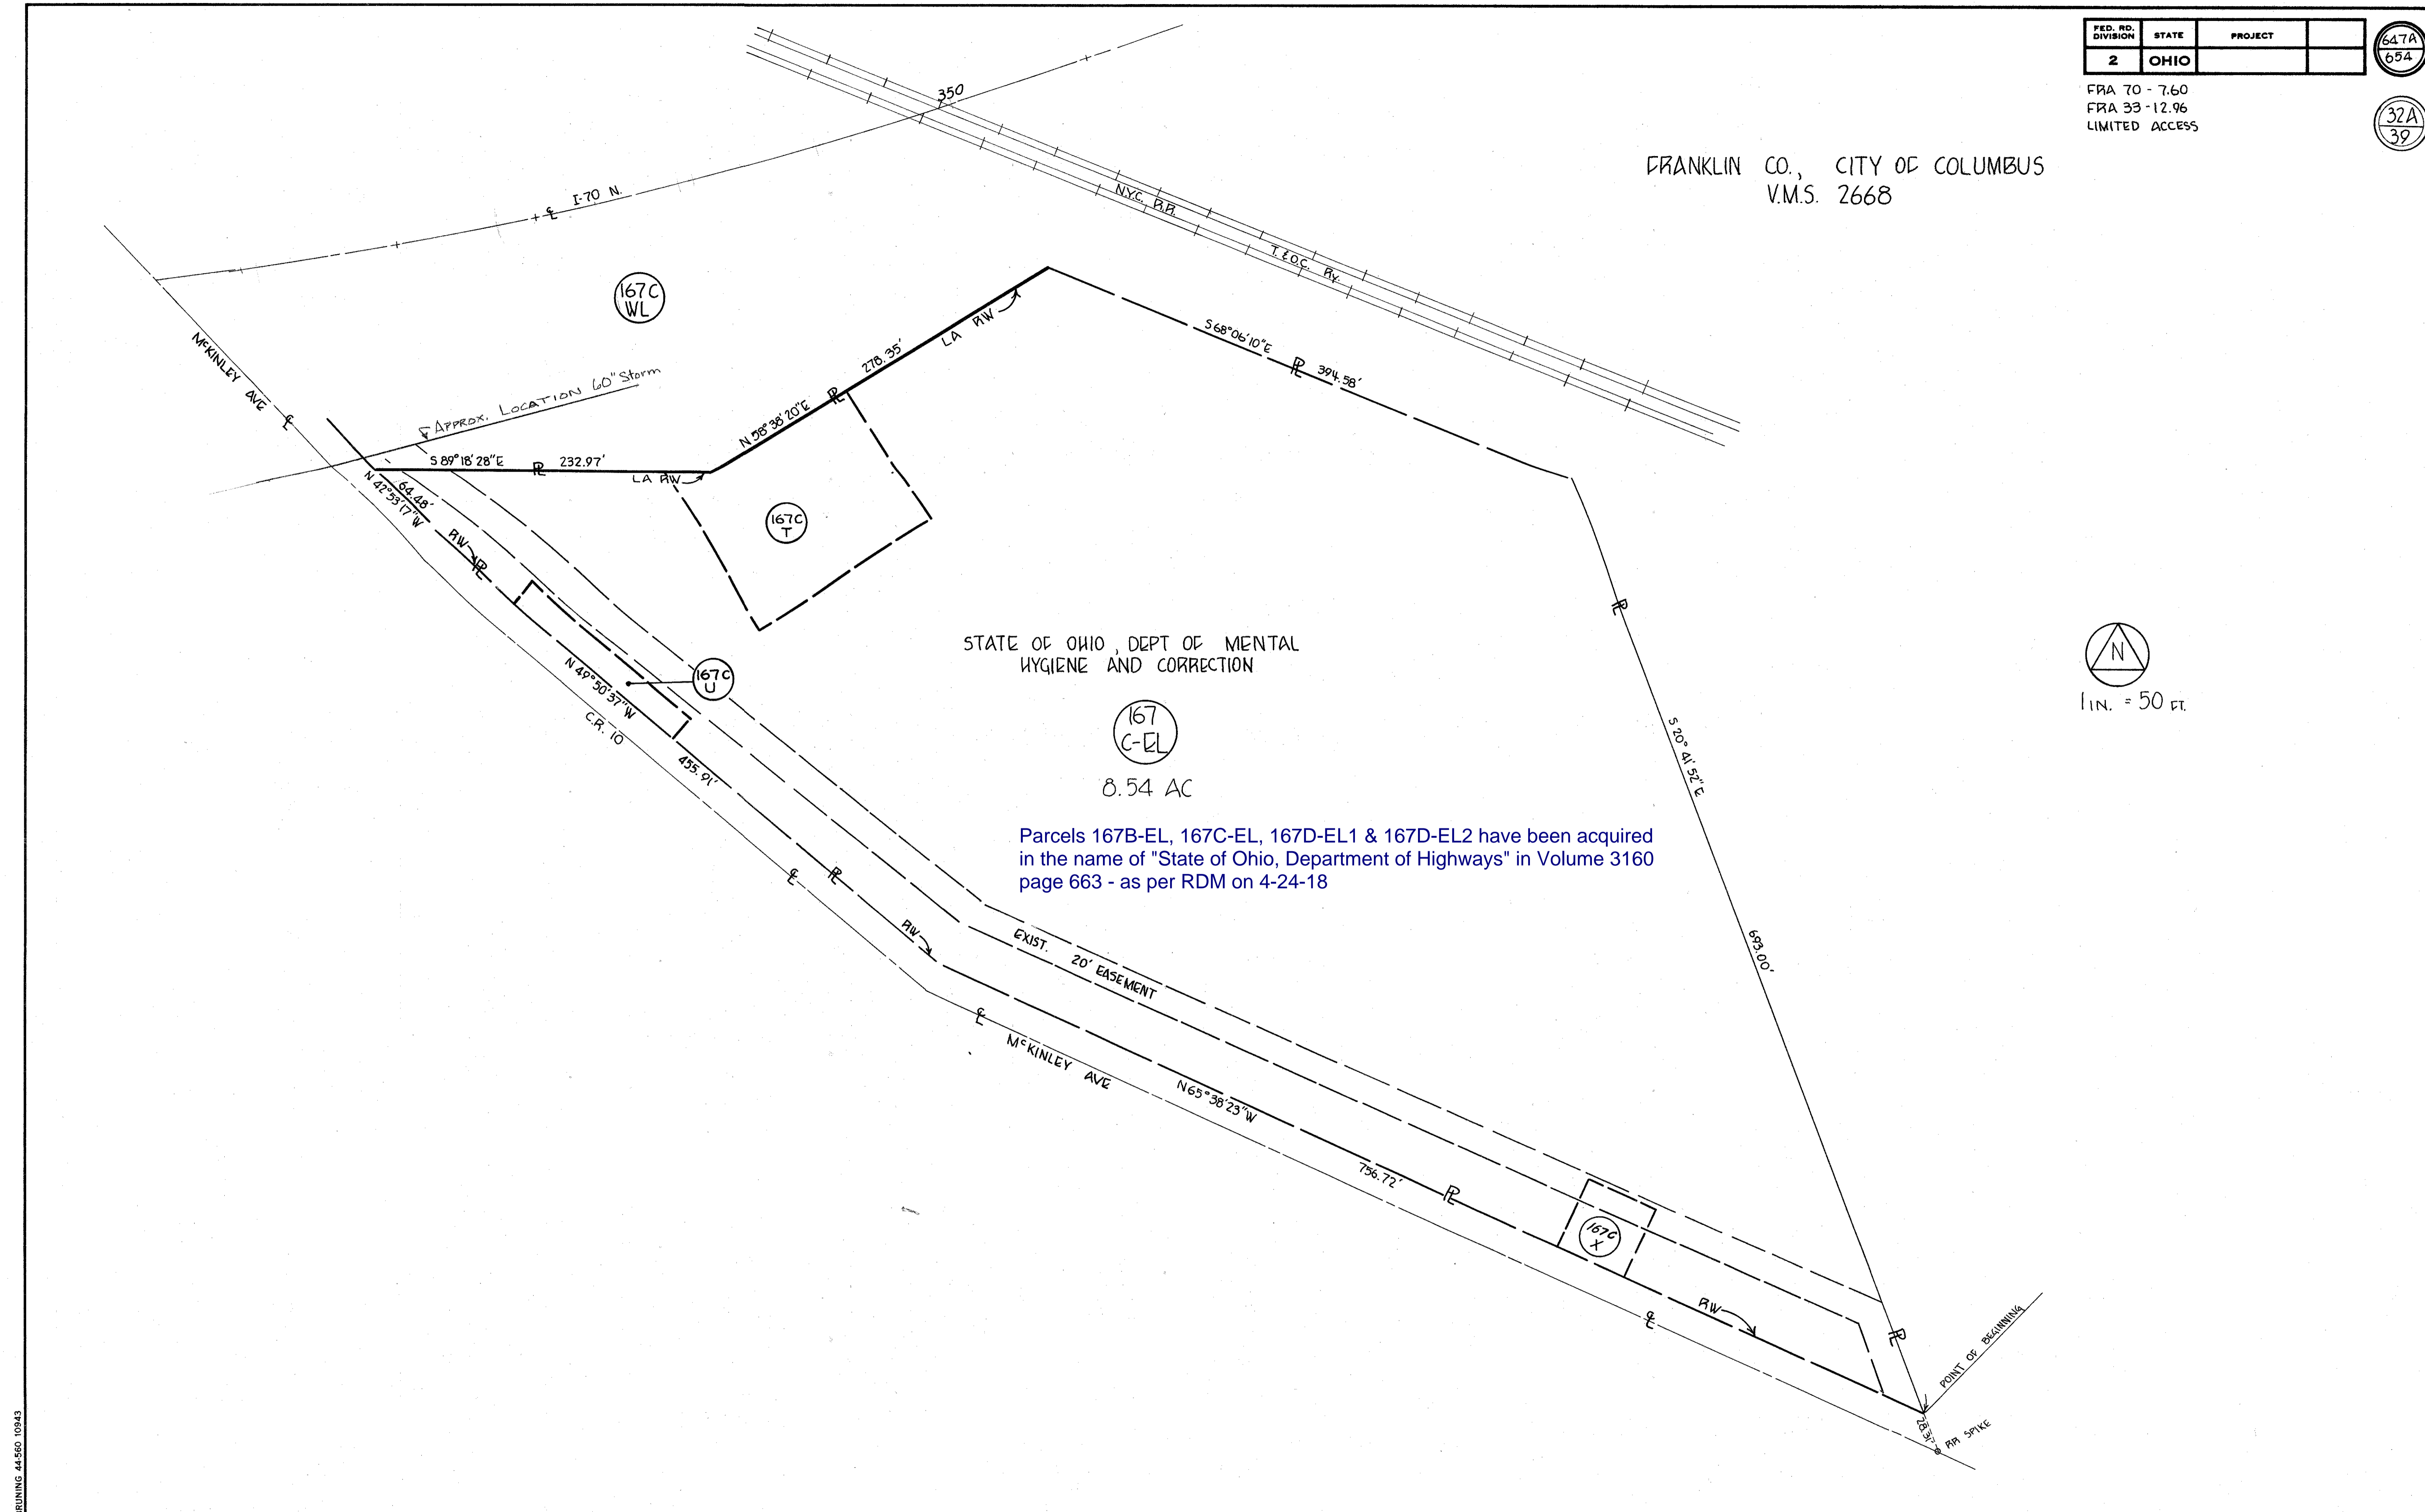 FED. RD. DIVISION STATE PROJECT
2 OHIO
647A
654
FRA 70 - 7.60
FRA 33 - 12.96
LIMITED ACCESS
32A
39
FRANKLIN CO., CITY OF COLUMBUS
V.M.S. 2668
350
I-70 N.
N.Y.C. R.R.
T. & O.C. Ry.
167C
WL
McKINLEY AVE
APPROX. LOCATION 60" Storm
278.35'
LA RW
N 58° 38' 20" E
S 68° 06' 10" E
394.58'
S 89° 18' 28" E
232.97'
LA RW
64.48'
N 42° 53' 17" W
RW
167C
T
STATE OF OHIO, DEPT OF MENTAL
HYGIENE AND CORRECTION
167C
U
N 49° 50' 37" W
C.R. 10
455.91'
167
C-EL
8.54 AC
N
1 IN. = 50 FT.
S 20° 41' 52" E
Parcels 167B-EL, 167C-EL, 167D-EL1 & 167D-EL2 have been acquired
in the name of "State of Ohio, Department of Highways" in Volume 3160
page 663 - as per RDM on 4-24-18
RW
EXIST. 20' EASEMENT
693.00'
McKINLEY AVE
N 65° 38' 23" W
756.72'
167C
X
RW
POINT OF BEGINNING
28.31'
RR SPIKE
BRUNING 44-560 10943